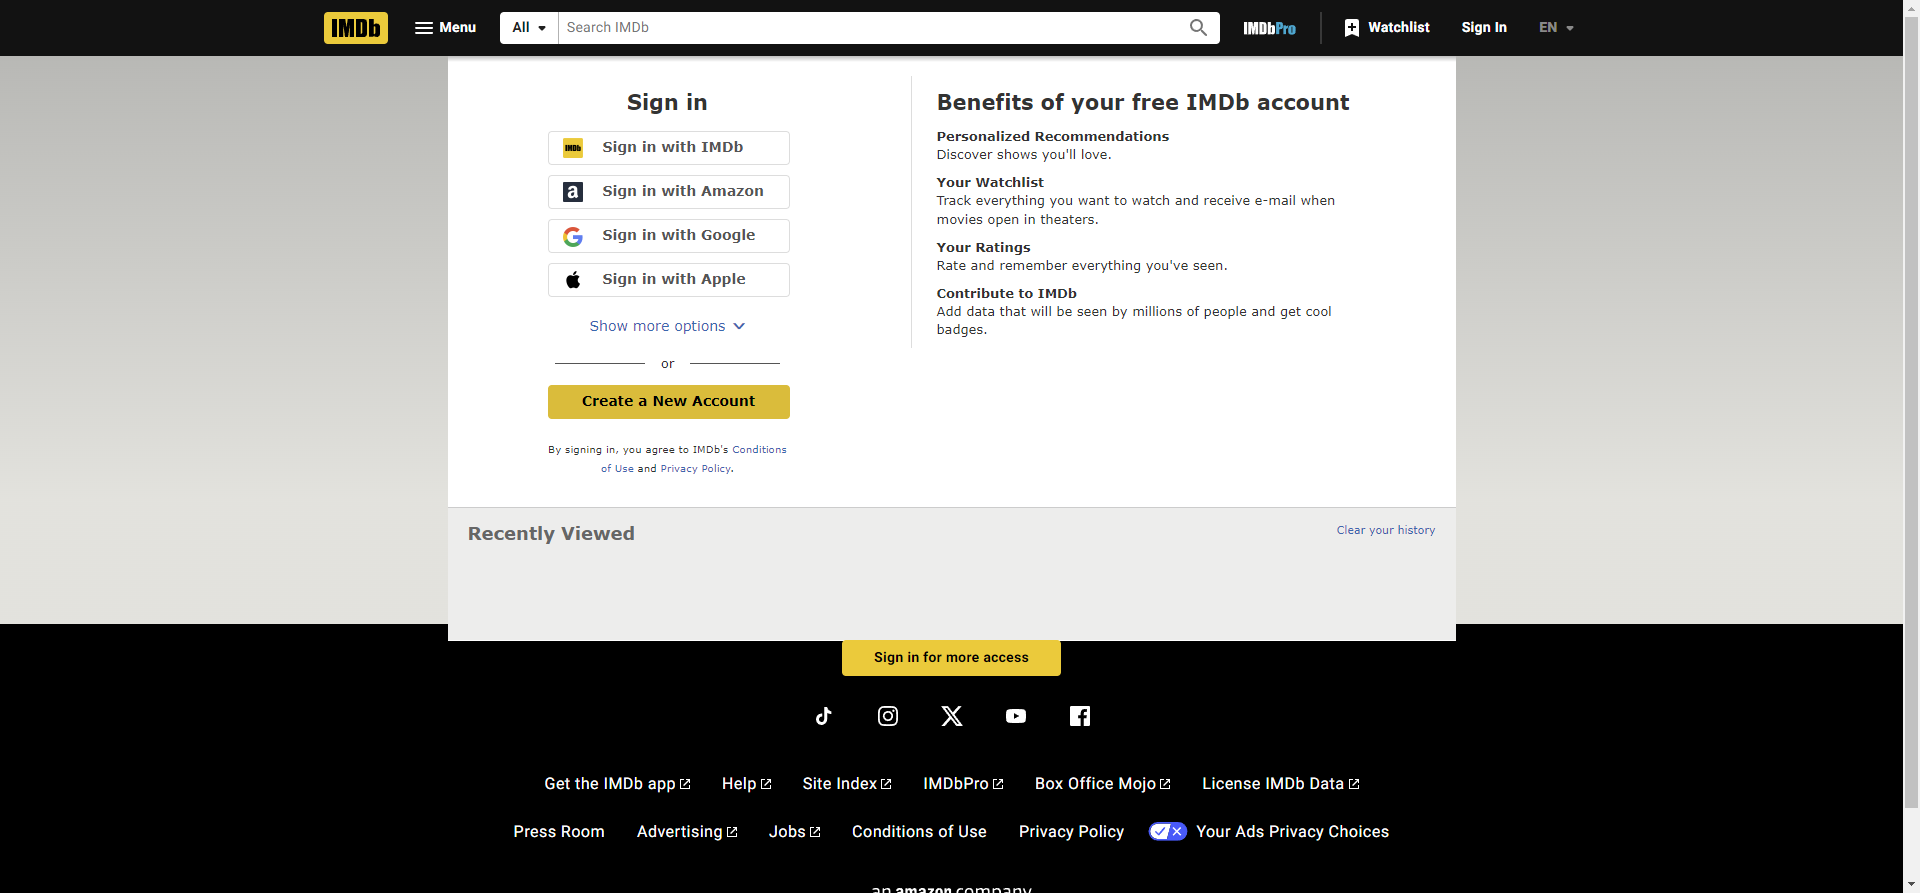 IMDb Menu All Search IMDb IMDbPro Watchlist Sign In EN
Sign in
IMDb Sign in with IMDb
a Sign in with Amazon
G Sign in with Google
Sign in with Apple
Show more options
or
Create a New Account
By signing in, you agree to IMDb's Conditions
of Use and Privacy Policy.
Benefits of your free IMDb account
Personalized Recommendations
Discover shows you'll love.
Your Watchlist
Track everything you want to watch and receive e-mail when
movies open in theaters.
Your Ratings
Rate and remember everything you've seen.
Contribute to IMDb
Add data that will be seen by millions of people and get cool
badges.
Recently Viewed
Clear your history
Sign in for more access
Get the IMDb app Help Site Index IMDbPro Box Office Mojo License IMDb Data
Press Room Advertising Jobs Conditions of Use Privacy Policy Your Ads Privacy Choices
an amazon company